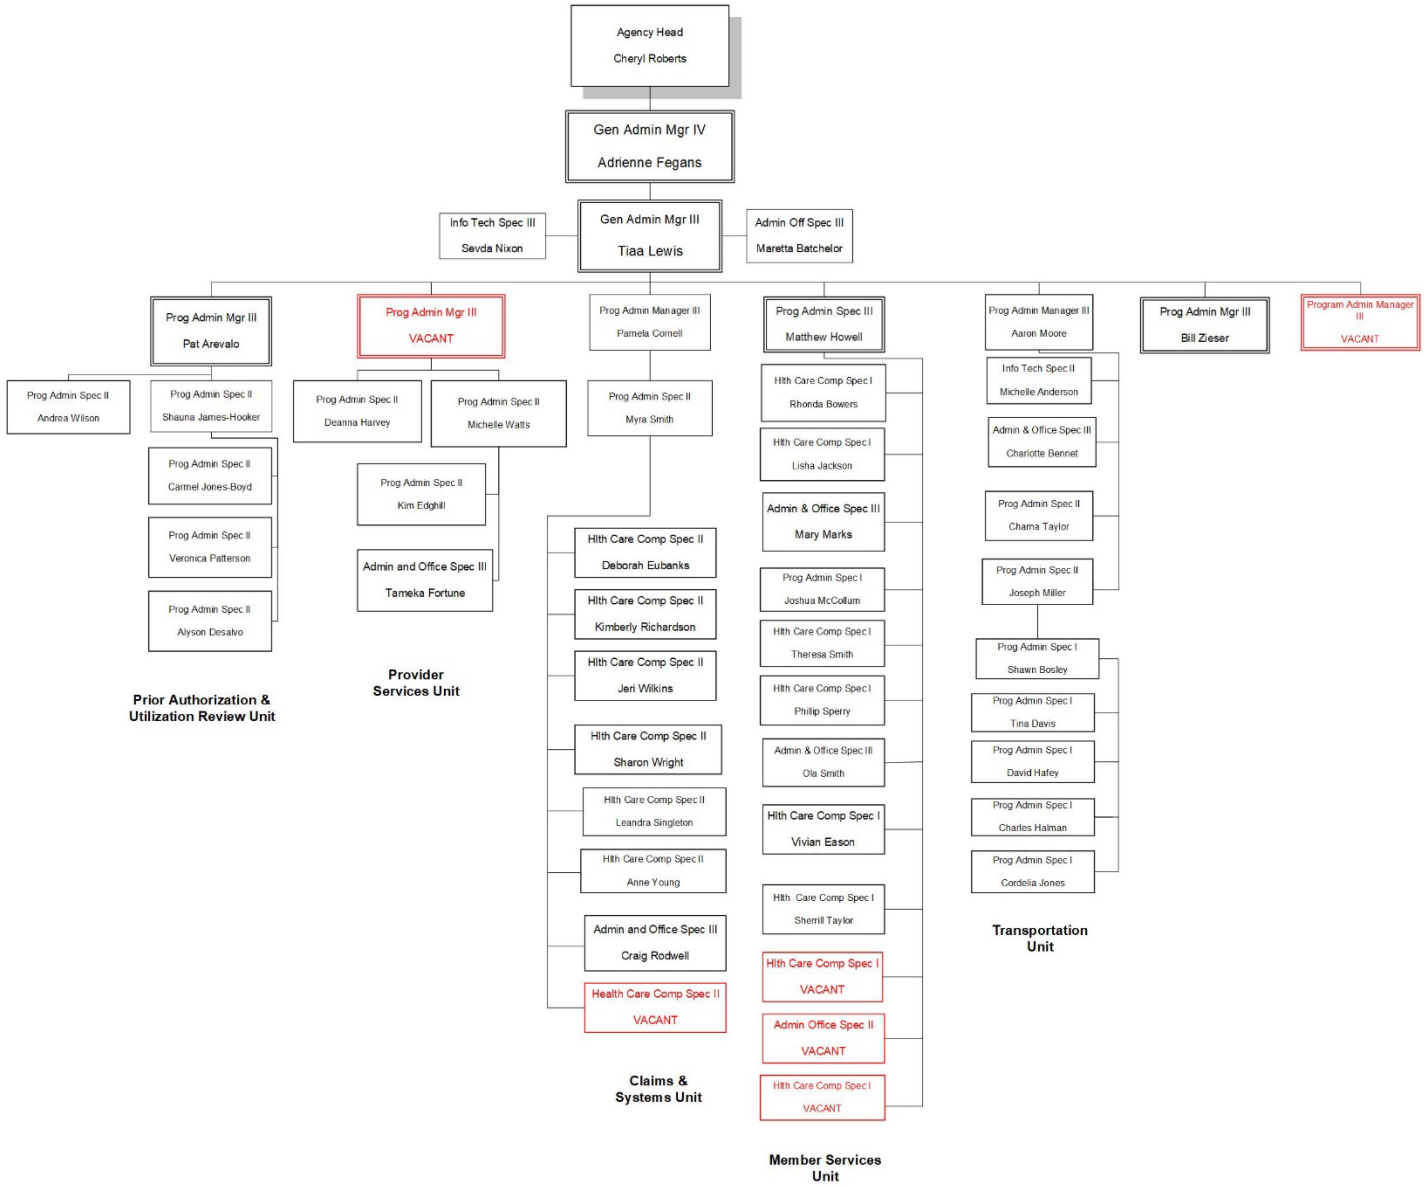 Agency Head
Cheryl Roberts
Gen Admin Mgr IV
Adrienne Fegans
Info Tech Spec III
Sevda Nixon
Gen Admin Mgr III
Tiaa Lewis
Admin Off Spec III
Maretta Batchelor
Prog Admin Mgr III
Pat Arevalo
Prog Admin Mgr III
VACANT
Prog Admin Manager III
Pamela Cornell
Prog Admin Spec III
Matthew Howell
Prog Admin Manager III
Aaron Moore
Prog Admin Mgr III
Bill Zieser
Program Admin Manager
III
VACANT
Prog Admin Spec II
Andrea Wilson
Prog Admin Spec II
Shauna James-Hooker
Prog Admin Spec II
Carmel Jones-Boyd
Prog Admin Spec II
Veronica Patterson
Prog Admin Spec II
Alyson Desalvo
Prior Authorization &
Utilization Review Unit
Prog Admin Spec II
Deanna Harvey
Prog Admin Spec II
Michelle Watts
Prog Admin Spec II
Kim Edghill
Admin and Office Spec III
Tameka Fortune
Provider
Services Unit
Prog Admin Spec II
Myra Smith
Hlth Care Comp Spec II
Deborah Eubanks
Hlth Care Comp Spec II
Kimberly Richardson
Hlth Care Comp Spec II
Jeri Wilkins
Hlth Care Comp Spec II
Sharon Wright
Hlth Care Comp Spec II
Leandra Singleton
Hlth Care Comp Spec II
Anne Young
Admin and Office Spec III
Craig Rodwell
Health Care Comp Spec II
VACANT
Claims &
Systems Unit
Hlth Care Comp Spec I
Rhonda Bowers
Hlth Care Comp Spec I
Lisha Jackson
Admin & Office Spec III
Mary Marks
Prog Admin Spec I
Joshua McCollum
Hlth Care Comp Spec I
Theresa Smith
Hlth Care Comp Spec I
Phillip Sperry
Admin & Office Spec III
Ola Smith
Hlth Care Comp Spec I
Vivian Eason
Hlth Care Comp Spec I
Sherrill Taylor
Hlth Care Comp Spec I
VACANT
Admin Office Spec II
VACANT
Hlth Care Comp Spec I
VACANT
Member Services
Unit
Info Tech Spec II
Michelle Anderson
Admin & Office Spec III
Charlotte Bennet
Prog Admin Spec II
Chama Taylor
Prog Admin Spec II
Joseph Miller
Prog Admin Spec I
Shawn Bosley
Prog Admin Spec I
Tina Davis
Prog Admin Spec I
David Hafey
Prog Admin Spec I
Charles Halman
Prog Admin Spec I
Cordelia Jones
Transportation
Unit